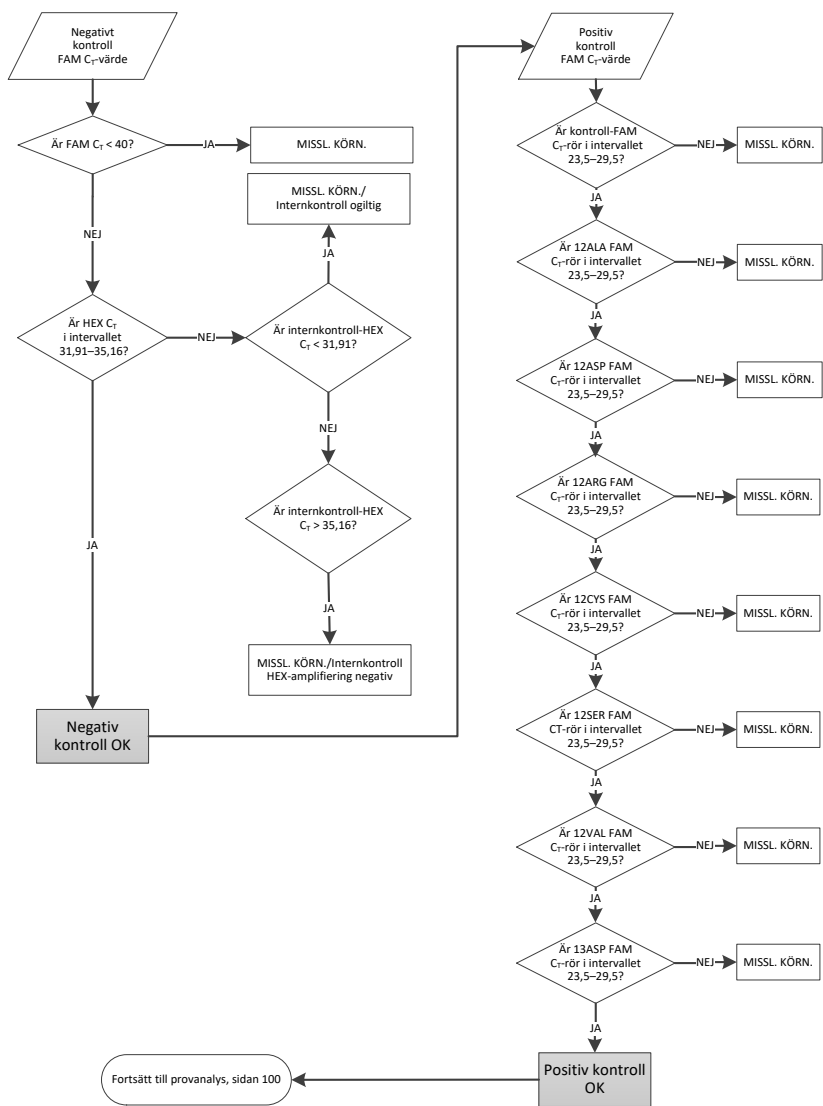 Negativt
kontroll
FAM CT-värde
Är FAM CT < 40?
JA
MISSL. KÖRN.
NEJ
MISSL. KÖRN./
Internkontroll ogiltig
JA
Är HEX CT
i intervallet
31,91–35,16?
NEJ
Är internkontroll-HEX
CT < 31,91?
NEJ
Är internkontroll-HEX
CT > 35,16?
JA
JA
MISSL. KÖRN./Internkontroll
HEX-amplifiering negativ
Negativ
kontroll OK
Positiv
kontroll
FAM CT-värde
Är kontroll-FAM
CT-rör i intervallet
23,5–29,5?
NEJ
MISSL. KÖRN.
JA
Är 12ALA FAM
CT-rör i intervallet
23,5–29,5?
NEJ
MISSL. KÖRN.
JA
Är 12ASP FAM
CT-rör i intervallet
23,5–29,5?
NEJ
MISSL. KÖRN.
JA
Är 12ARG FAM
CT-rör i intervallet
23,5–29,5?
NEJ
MISSL. KÖRN.
JA
Är 12CYS FAM
CT-rör i intervallet
23,5–29,5?
NEJ
MISSL. KÖRN.
JA
Är 12SER FAM
CT-rör i intervallet
23,5–29,5?
NEJ
MISSL. KÖRN.
JA
Är 12VAL FAM
CT-rör i intervallet
23,5–29,5?
NEJ
MISSL. KÖRN.
JA
Är 13ASP FAM
CT-rör i intervallet
23,5–29,5?
NEJ
MISSL. KÖRN.
JA
Positiv kontroll
OK
Fortsätt till provanalys, sidan 100